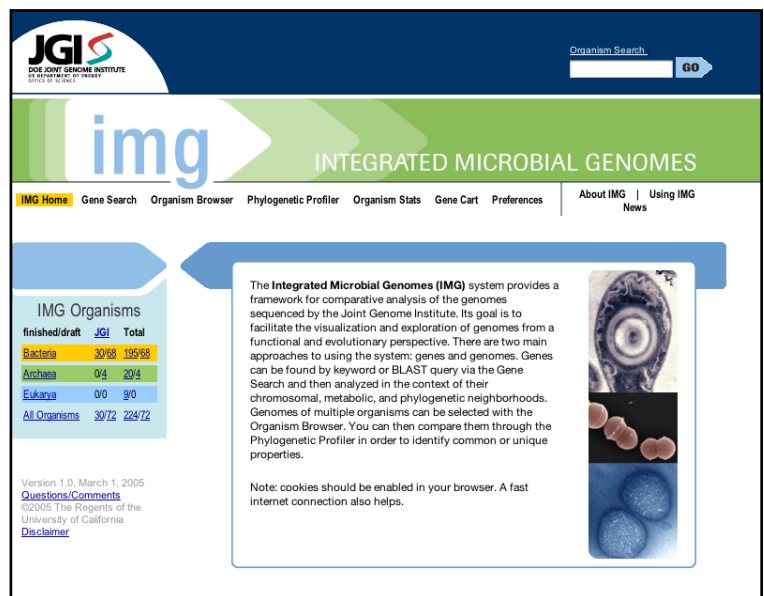 JGI
DOE JOINT GENOME INSTITUTE
US DEPARTMENT OF ENERGY
OFFICE OF SCIENCE
Organism Search
GO
img
INTEGRATED MICROBIAL GENOMES
IMG Home Gene Search Organism Browser Phylogenetic Profiler Organism Stats Gene Cart Preferences
About IMG | Using IMG
News
IMG Organisms
finished/draft JGI Total
Bacteria 30/68 195/68
Archaea 0/4 20/4
Eukarya 0/0 9/0
All Organisms 30/72 224/72
Version 1.0, March 1, 2005
Questions/Comments
©2005 The Regents of the
University of California
Disclaimer
The Integrated Microbial Genomes (IMG) system provides a
framework for comparative analysis of the genomes
sequenced by the Joint Genome Institute. Its goal is to
facilitate the visualization and exploration of genomes from a
functional and evolutionary perspective. There are two main
approaches to using the system: genes and genomes. Genes
can be found by keyword or BLAST query via the Gene
Search and then analyzed in the context of their
chromosomal, metabolic, and phylogenetic neighborhoods.
Genomes of multiple organisms can be selected with the
Organism Browser. You can then compare them through the
Phylogenetic Profiler in order to identify common or unique
properties.
Note: cookies should be enabled in your browser. A fast
internet connection also helps.